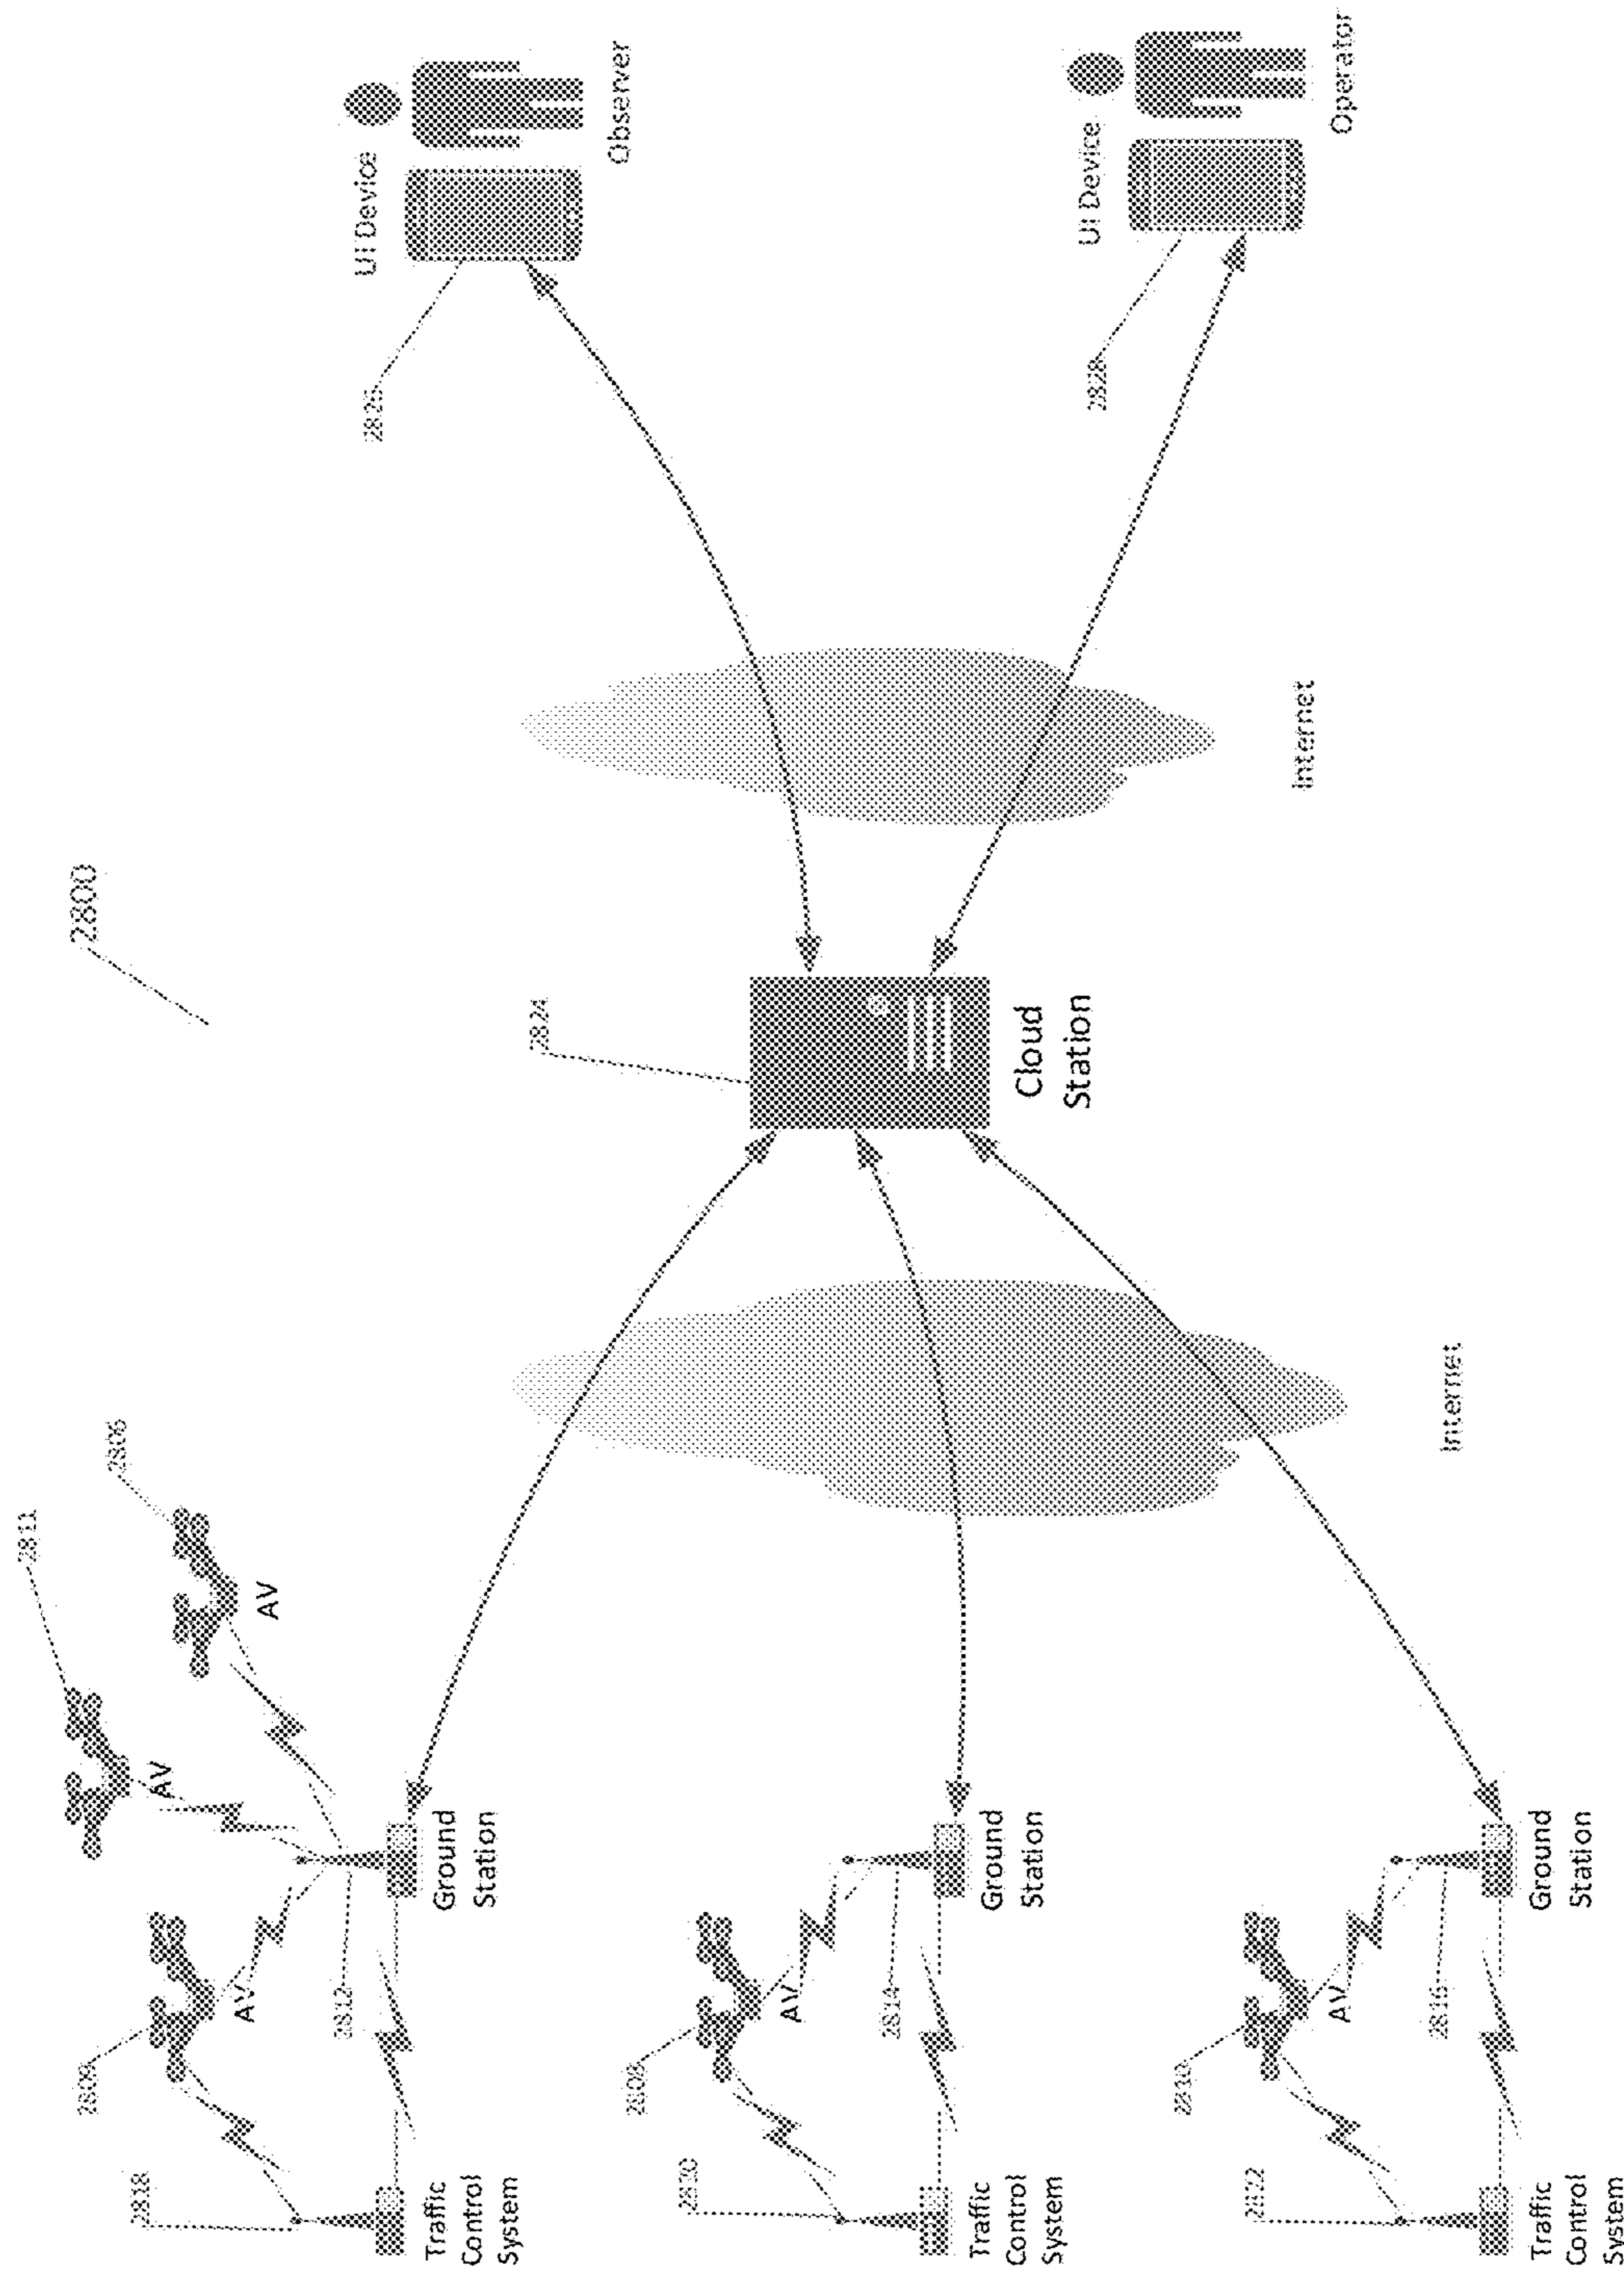 2811
2800
2809
2806
2818
AV
AV
AV
2812
UI Device
2826
Ground
Station
Traffic
Control
System
2824
Observer
2808
2820
AV
2814
Ground
Station
Traffic
Control
System
Cloud
Station
UI Device
2828
2810
2822
Internet
AV
Operator
2816
Internet
Ground
Station
Traffic
Control
System